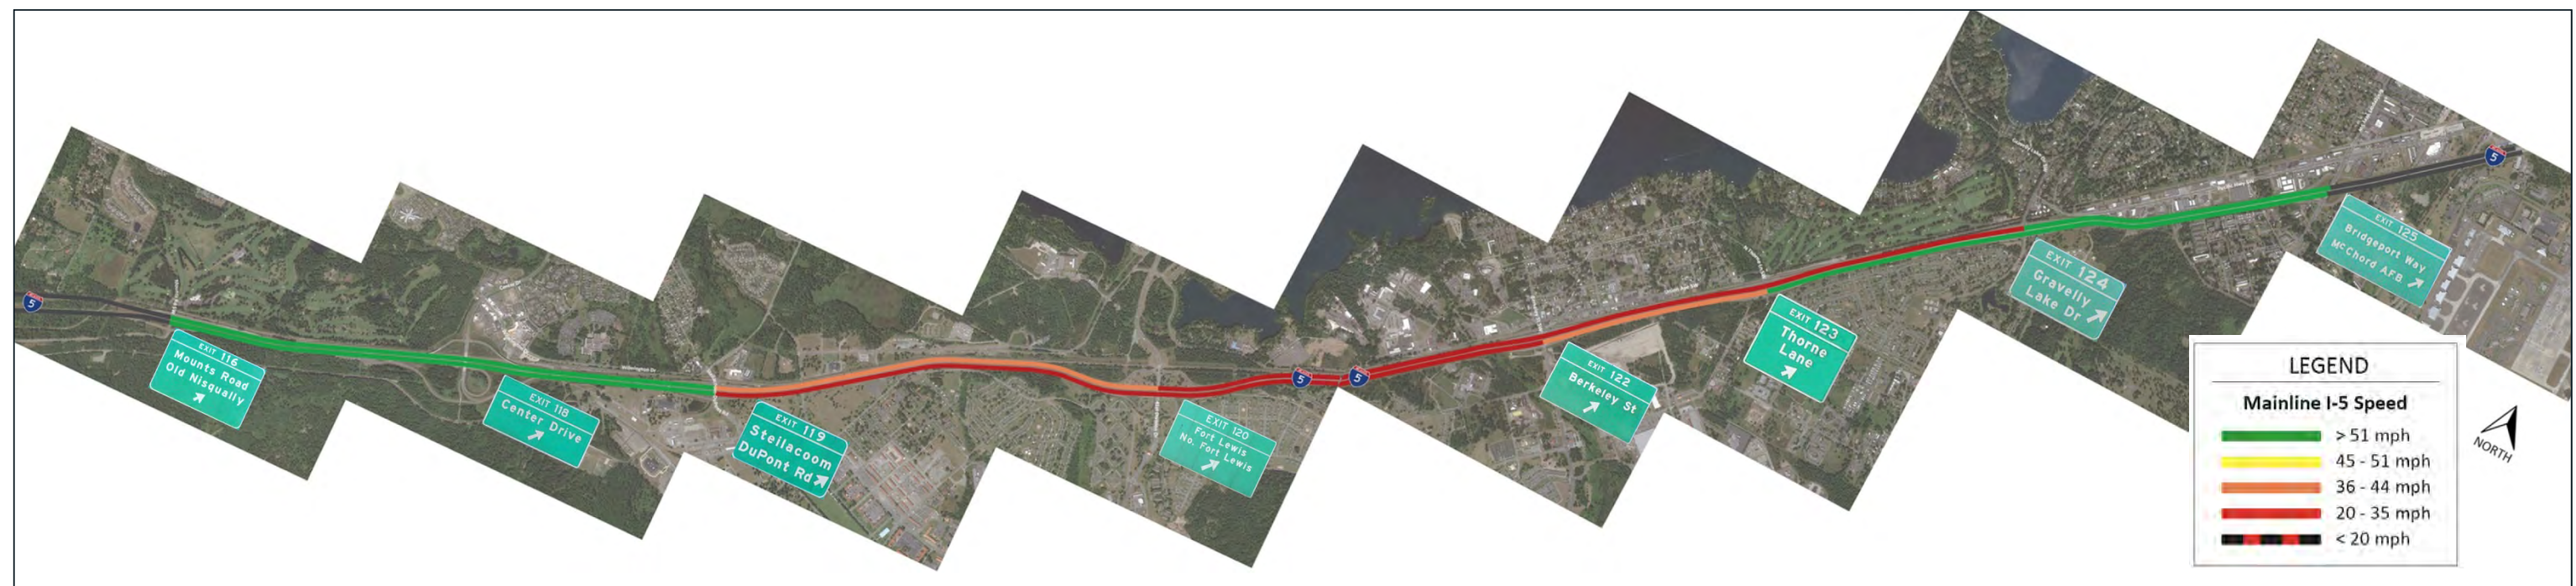 5
EXIT 116
Mounts Road
Old Nisqually
EXIT 118
Center Drive
EXIT 119
Steilacoom
DuPont Rd
EXIT 120
Fort Lewis
No. Fort Lewis
5
5
EXIT 122
Berkeley St
EXIT 123
Thorne
Lane
EXIT 124
Gravelly
Lake Dr
EXIT 125
Bridgeport Way
McChord AFB
5
LEGEND
Mainline I-5 Speed
> 51 mph
45 - 51 mph
36 - 44 mph
20 - 35 mph
< 20 mph
NORTH